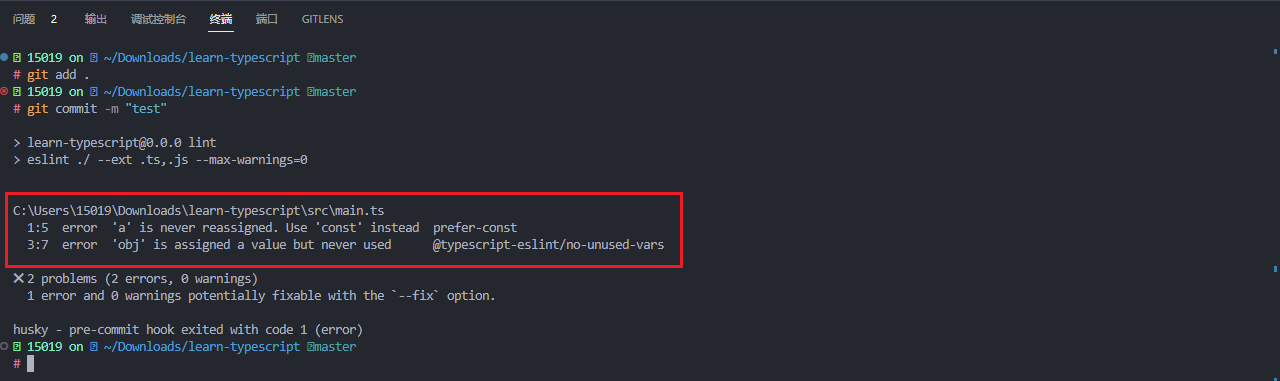 问题 2 输出 调试控制台 终端 端口 GITLENS
15019 on ~/Downloads/learn-typescript master
# git add .
15019 on ~/Downloads/learn-typescript master
# git commit -m "test"
> learn-typescript@0.0.0 lint
> eslint ./ --ext .ts,.js --max-warnings=0
C:\Users\15019\Downloads\learn-typescript\src\main.ts
1:5 error 'a' is never reassigned. Use 'const' instead prefer-const
3:7 error 'obj' is assigned a value but never used @typescript-eslint/no-unused-vars
✕ 2 problems (2 errors, 0 warnings)
1 error and 0 warnings potentially fixable with the `--fix` option.
husky - pre-commit hook exited with code 1 (error)
15019 on ~/Downloads/learn-typescript master
#